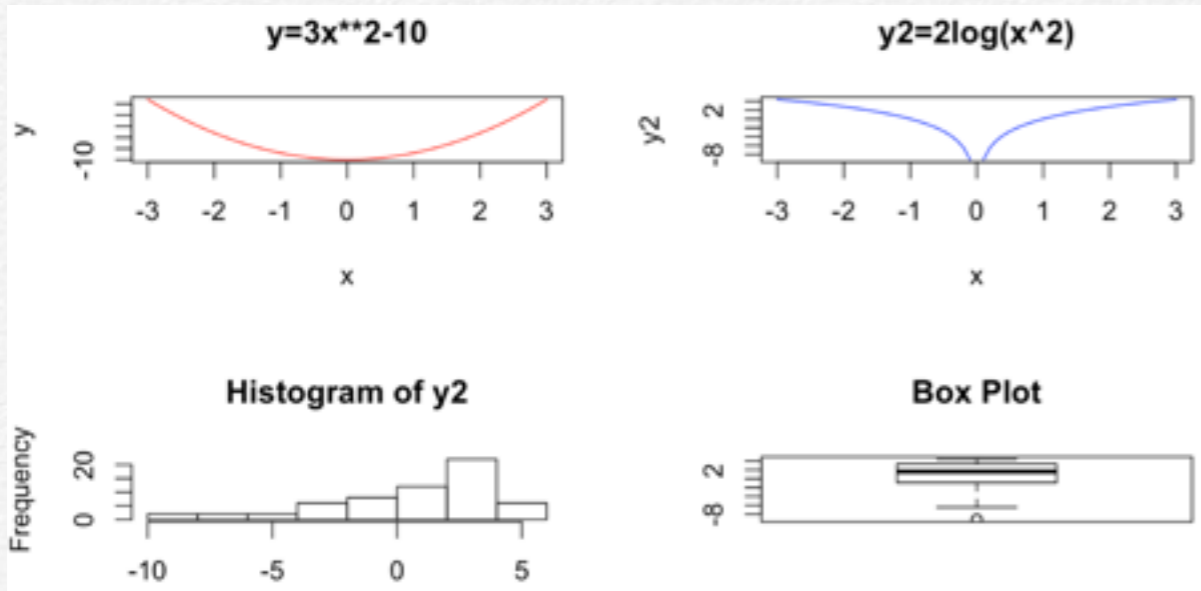 y=3x**2-10
y
-10
-3 -2 -1 0 1 2 3
x
y2=2log(x^2)
y2
2
-8
-3 -2 -1 0 1 2 3
x
Histogram of y2
Frequency
20
0
-10 -5 0 5
Box Plot
2
-8